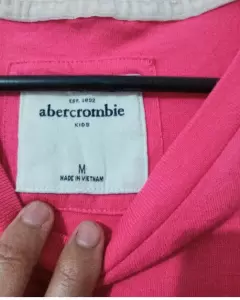 EST. 1892
abercrombie
KIDS
M
MADE IN VIETNAM